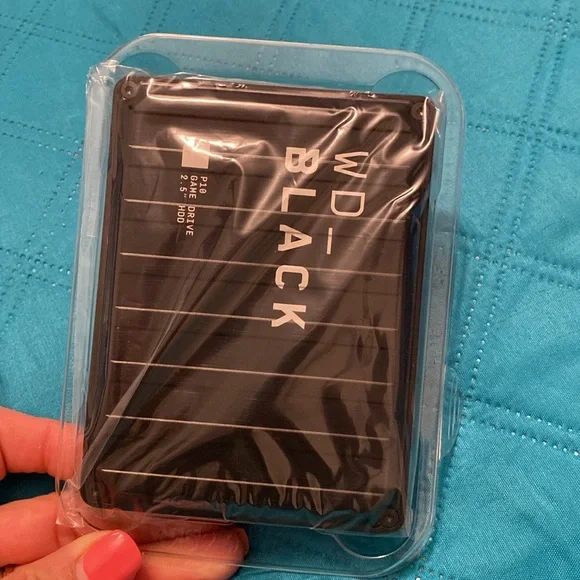 WD_
BLACK
P10
GAME DRIVE
2.5" HDD